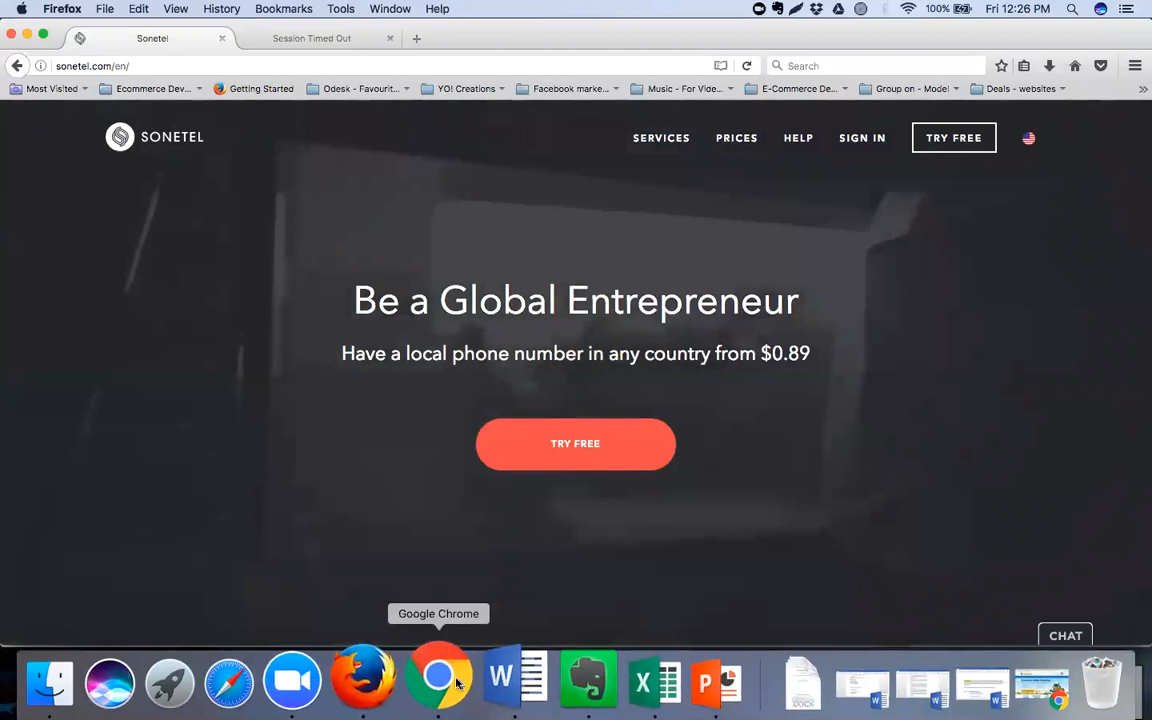 Firefox File Edit View History Bookmarks Tools Window Help 100% Fri 12:26 PM
Sonetel Session Timed Out
sonetel.com/en/ Search
Most Visited Ecommerce Dev... Getting Started Odesk - Favourit... YO! Creations Facebook marke... Music - For Vide... E-Commerce De... Group on - Model Deals - websites
SONETEL SERVICES PRICES HELP SIGN IN TRY FREE
Be a Global Entrepreneur
Have a local phone number in any country from $0.89
TRY FREE
Google Chrome
CHAT
DOCX